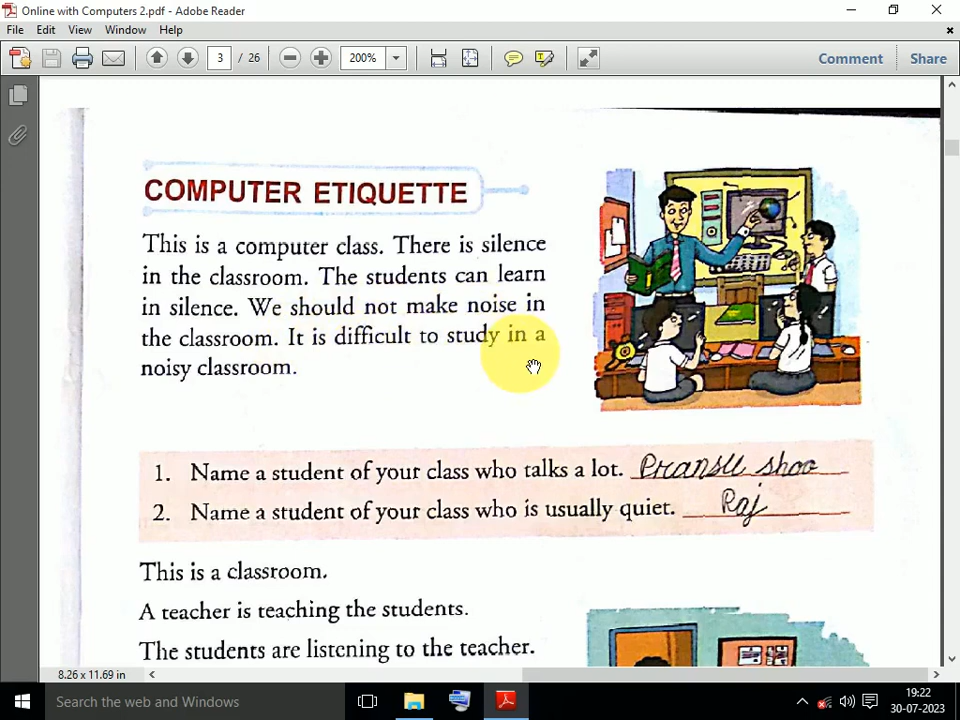 Online with Computers 2.pdf - Adobe Reader
File Edit View Window Help
3 / 26 200% Comment Share
COMPUTER ETIQUETTE
This is a computer class. There is silence
in the classroom. The students can learn
in silence. We should not make noise in
the classroom. It is difficult to study in a
noisy classroom.
1. Name a student of your class who talks a lot.
2. Name a student of your class who is usually quiet. Raj
This is a classroom.
A teacher is teaching the students.
The students are listening to the teacher.
8.26 x 11.69 in
Search the web and Windows
19:22
30-07-2023